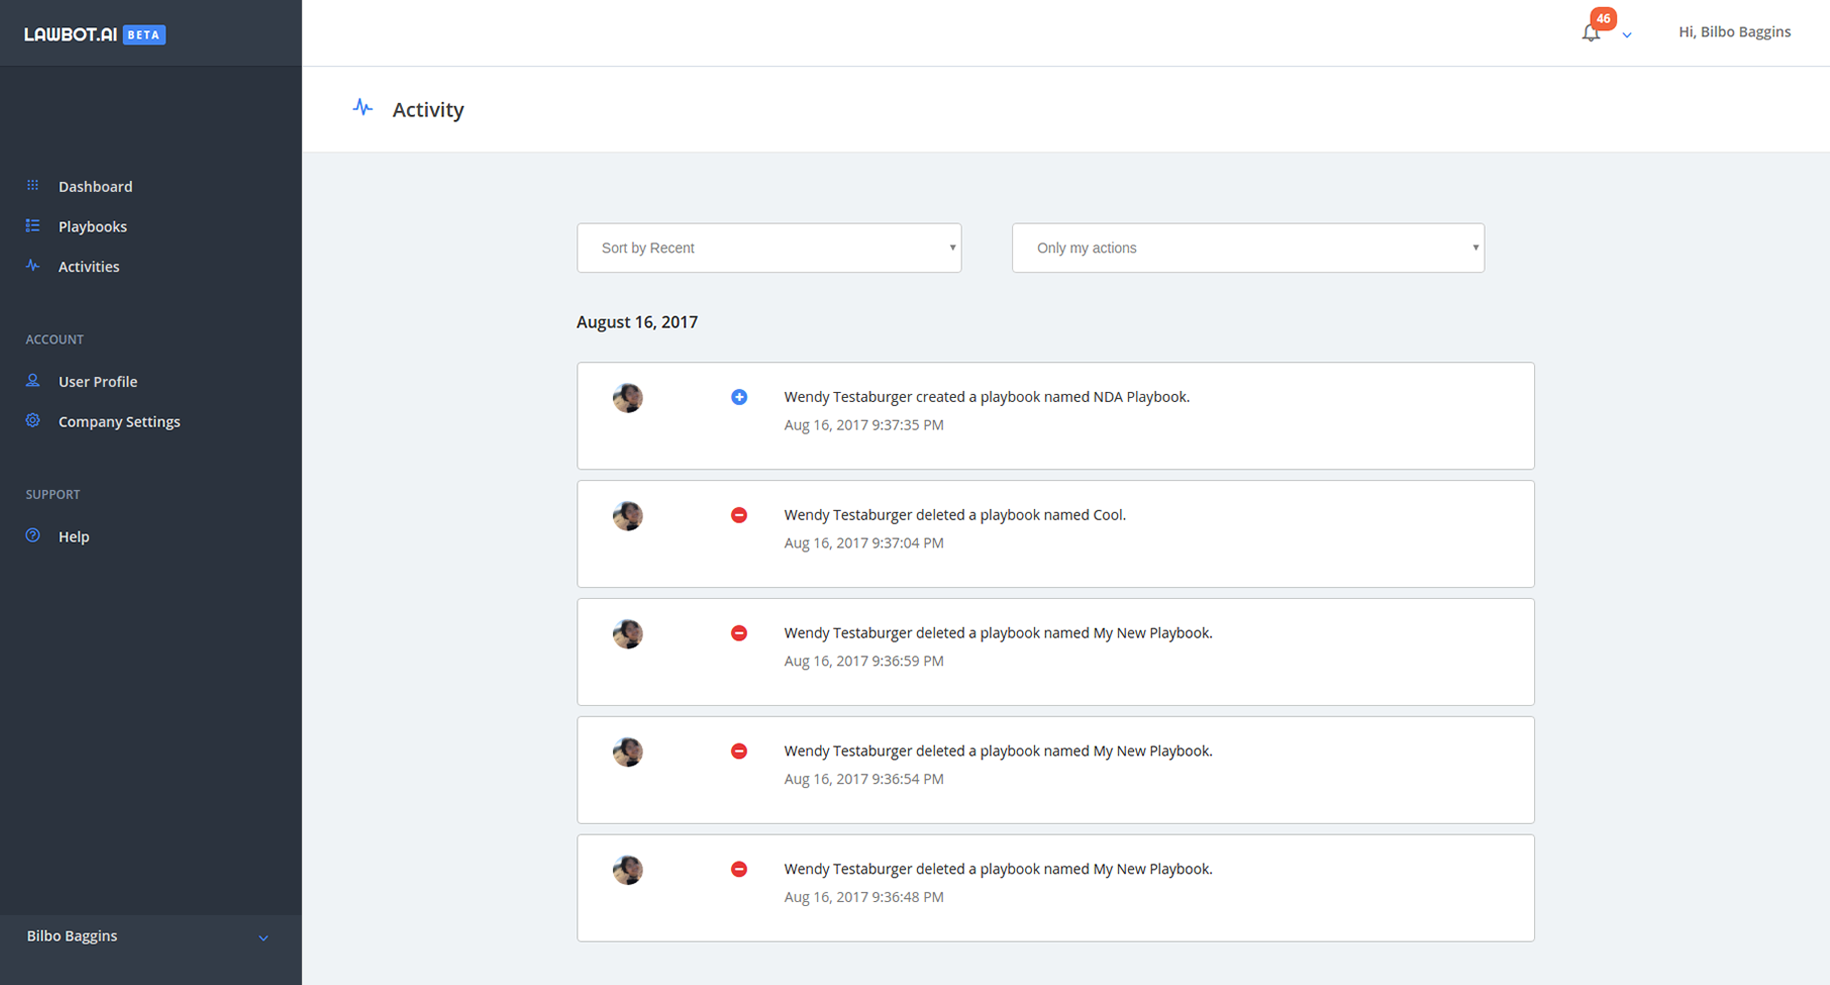 LAWBOT.AI BETA
46
Hi, Bilbo Baggins
Activity
Dashboard
Playbooks
Activities
ACCOUNT
User Profile
Company Settings
SUPPORT
Help
Bilbo Baggins
Sort by Recent
Only my actions
August 16, 2017
Wendy Testaburger created a playbook named NDA Playbook.
Aug 16, 2017 9:37:35 PM
Wendy Testaburger deleted a playbook named Cool.
Aug 16, 2017 9:37:04 PM
Wendy Testaburger deleted a playbook named My New Playbook.
Aug 16, 2017 9:36:59 PM
Wendy Testaburger deleted a playbook named My New Playbook.
Aug 16, 2017 9:36:54 PM
Wendy Testaburger deleted a playbook named My New Playbook.
Aug 16, 2017 9:36:48 PM